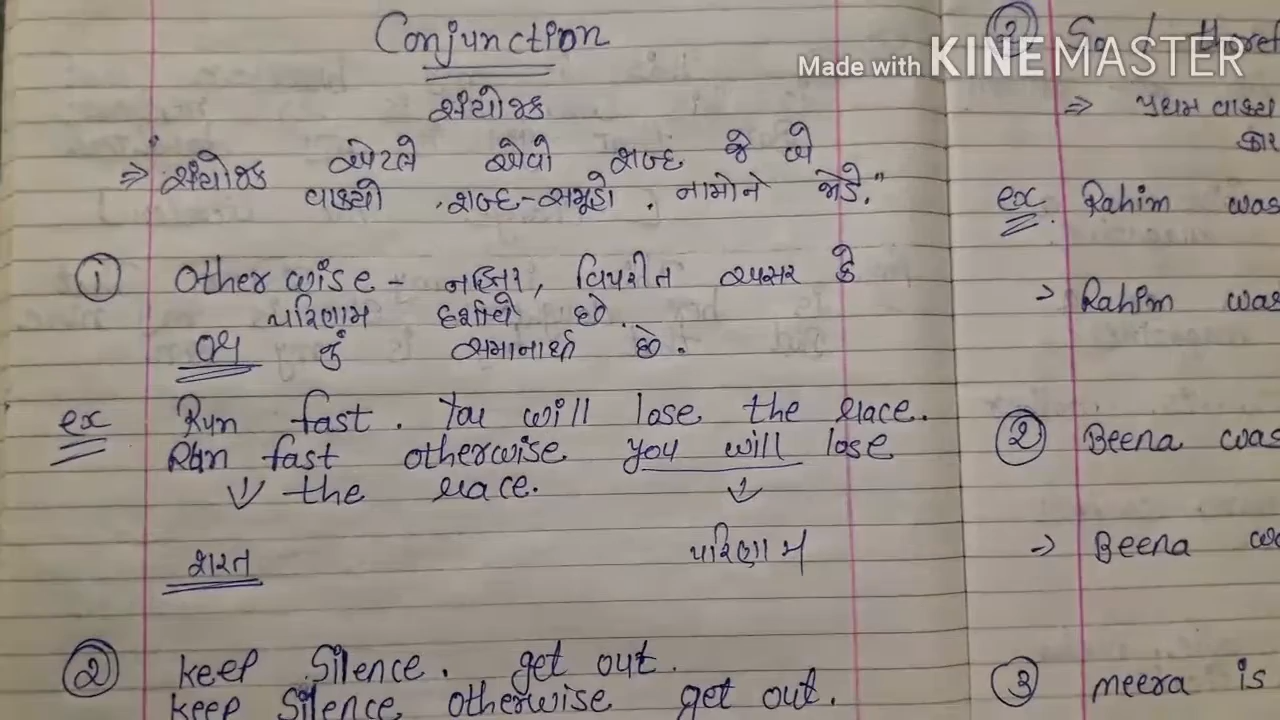 Conjunction
સંયોજક
⇒ સંયોજક એટલે એવો શબ્દ જે બે
વાક્યો, શબ્દ-સમૂહો, નામોને જોડે."
① Otherwise - નહિતર, વિપરીત અસર કે
પરિણામ દર્શાવે છે.
or નું સમાનાર્થી છે.
ex Run fast. You will lose the race.
Run fast otherwise you will lose
the race.
શરત પરિણામ
② keep silence. get out.
keep silence otherwise get out.
Made with KINEMASTER
② So /
⇒ પ્રથમ વાક્ય
ex Rahim was
→ Rahim was
② Beena was
→ Beena
③ meera is